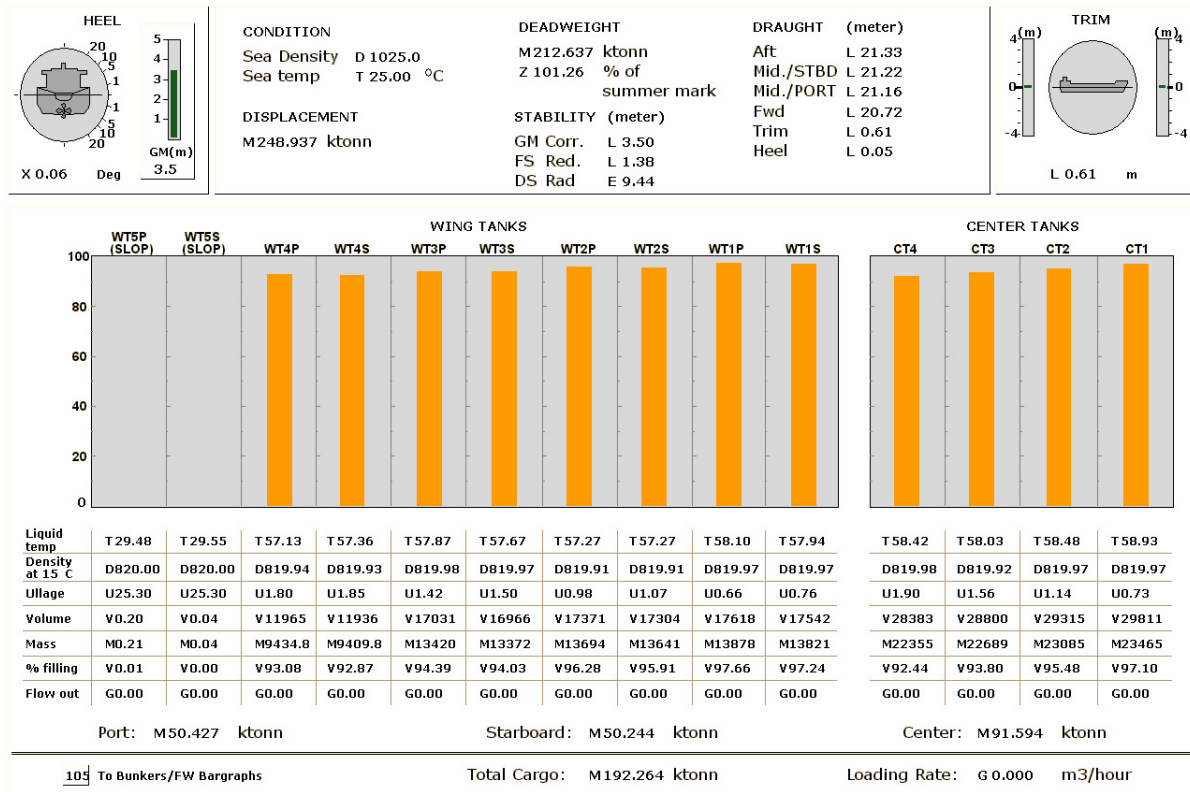 HEEL
20
10
5
1
1
5
10
20
X 0.06 Deg
5
4
3
2
1
GM(m)
3.5
CONDITION
Sea Density D 1025.0
Sea temp T 25.00 °C
DISPLACEMENT
M248.937 ktonn
DEADWEIGHT
M212.637 ktonn
Z 101.26 % of
summer mark
STABILITY (meter)
GM Corr. L 3.50
FS Red. L 1.38
DS Rad E 9.44
DRAUGHT (meter)
Aft L 21.33
Mid./STBD L 21.22
Mid./PORT L 21.16
Fwd L 20.72
Trim L 0.61
Heel L 0.05
TRIM
(m) (m)
4 4
0 0
-4 -4
L 0.61 m
WING TANKS
WT5P WT5S
(SLOP) (SLOP) WT4P WT4S WT3P WT3S WT2P WT2S WT1P WT1S
CENTER TANKS
CT4 CT3 CT2 CT1
100
80
60
40
20
0
Liquid
temp T29.48 T29.55 T57.13 T57.36 T57.87 T57.67 T57.27 T57.27 T58.10 T57.94 T58.42 T58.03 T58.48 T58.93
Density
at 15 C D820.00 D820.00 D819.94 D819.93 D819.98 D819.97 D819.91 D819.91 D819.97 D819.97 D819.98 D819.92 D819.97 D819.97
Ullage U25.30 U25.30 U1.80 U1.85 U1.42 U1.50 U0.98 U1.07 U0.66 U0.76 U1.90 U1.56 U1.14 U0.73
Volume V0.20 V0.04 V11965 V11936 V17031 V16966 V17371 V17304 V17618 V17542 V28383 V28800 V29315 V29811
Mass M0.21 M0.04 M9434.8 M9409.8 M13420 M13372 M13694 M13641 M13878 M13821 M22355 M22689 M23085 M23465
% filling V0.01 V0.00 V93.08 V92.87 V94.39 V94.03 V96.28 V95.91 V97.66 V97.24 V92.44 V93.80 V95.48 V97.10
Flow out G0.00 G0.00 G0.00 G0.00 G0.00 G0.00 G0.00 G0.00 G0.00 G0.00 G0.00 G0.00 G0.00 G0.00
Port: M50.427 ktonn Starboard: M50.244 ktonn Center: M91.594 ktonn
105 To Bunkers/FW Bargraphs Total Cargo: M192.264 ktonn Loading Rate: G 0.000 m3/hour